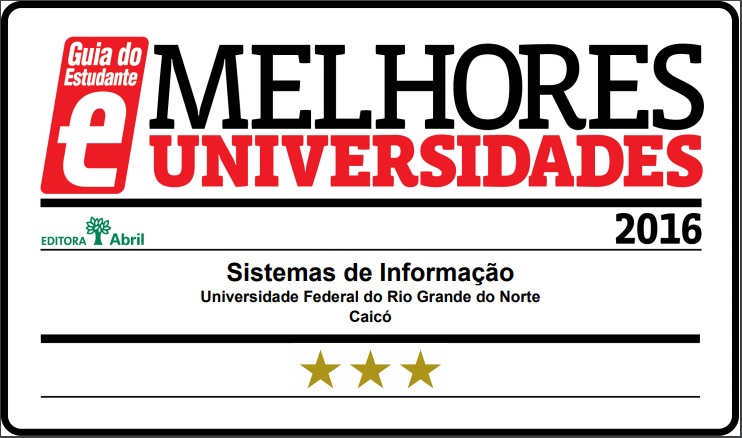 Guia do
Estudante
e
MELHORES
UNIVERSIDADES
EDITORA Abril
2016
Sistemas de Informação
Universidade Federal do Rio Grande do Norte
Caicó